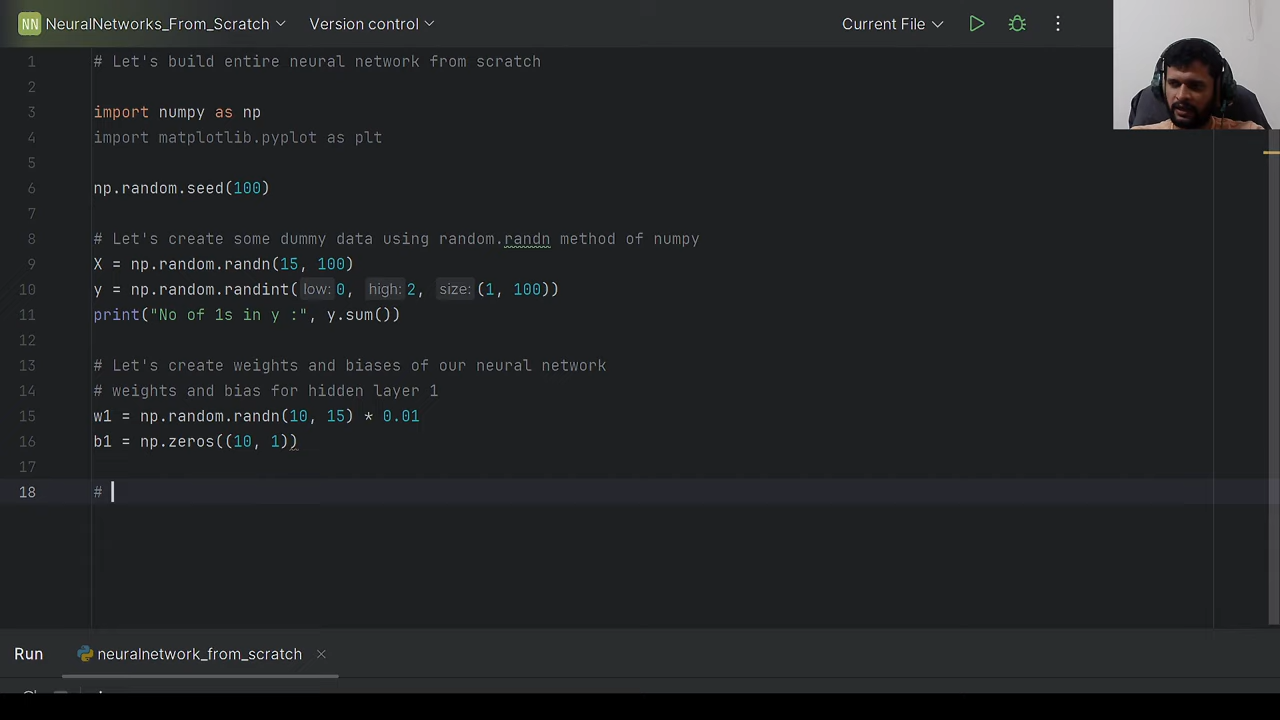 NN NeuralNetworks_From_Scratch Version control Current File
1 # Let's build entire neural network from scratch
2
3 import numpy as np
4 import matplotlib.pyplot as plt
5
6 np.random.seed(100)
7
8 # Let's create some dummy data using random.randn method of numpy
9 X = np.random.randn(15, 100)
10 y = np.random.randint( low: 0, high: 2, size: (1, 100))
11 print("No of 1s in y :", y.sum())
12
13 # Let's create weights and biases of our neural network
14 # weights and bias for hidden layer 1
15 w1 = np.random.randn(10, 15) * 0.01
16 b1 = np.zeros((10, 1))
17
18 #
Run neuralnetwork_from_scratch